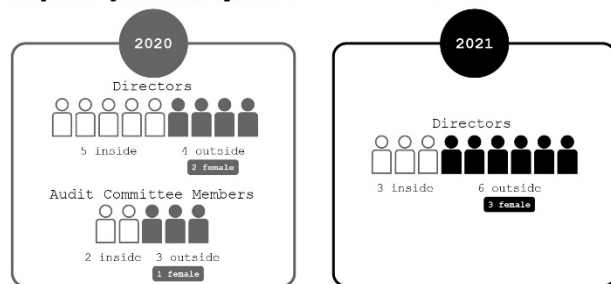 2020
Directors
5 inside 4 outside
2 female
Audit Committee Members
2 inside 3 outside
1 female
2021
Directors
3 inside 6 outside
3 female